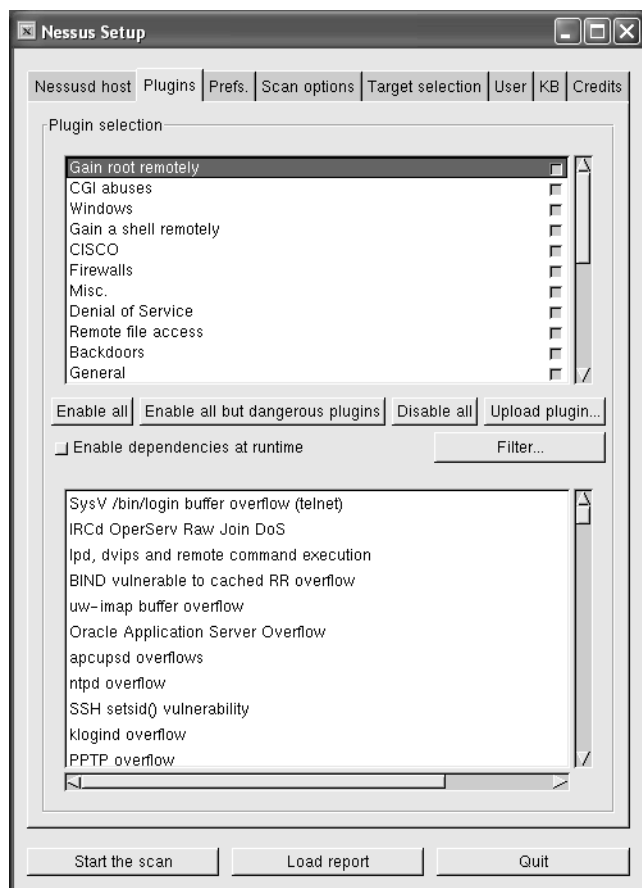 Nessus Setup
Nessusd host Plugins Prefs. Scan options Target selection User KB Credits
Plugin selection
Gain root remotely
CGI abuses
Windows
Gain a shell remotely
CISCO
Firewalls
Misc.
Denial of Service
Remote file access
Backdoors
General
Enable all Enable all but dangerous plugins Disable all Upload plugin...
Enable dependencies at runtime Filter...
SysV /bin/login buffer overflow (telnet)
IRCd OperServ Raw Join DoS
lpd, dvips and remote command execution
BIND vulnerable to cached RR overflow
uw-imap buffer overflow
Oracle Application Server Overflow
apcupsd overflows
ntpd overflow
SSH setsid() vulnerability
klogind overflow
PPTP overflow
Start the scan Load report Quit